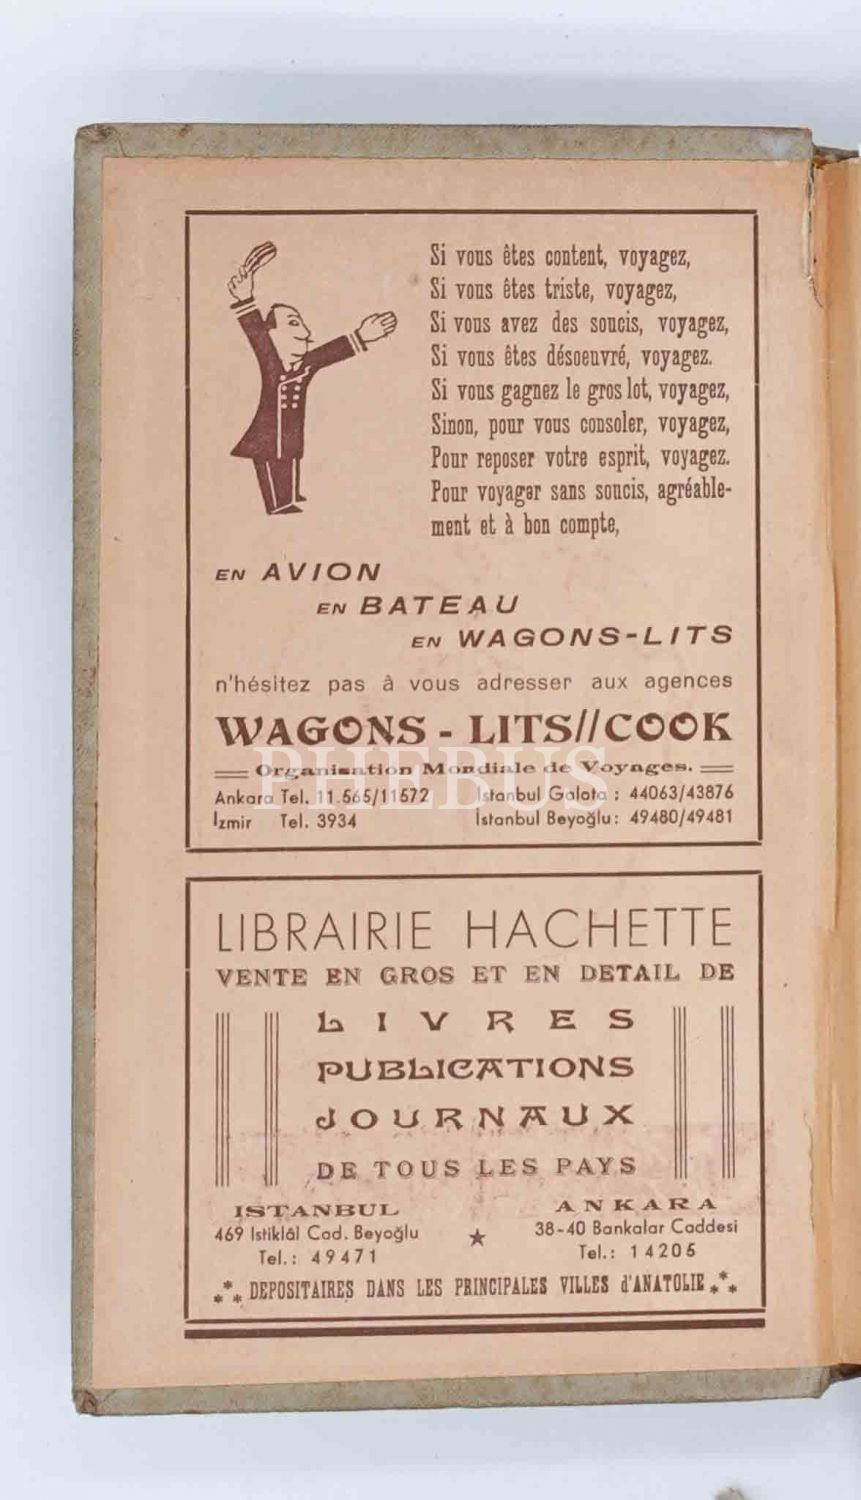 Si vous êtes content, voyagez,
Si vous êtes triste, voyagez,
Si vous avez des soucis, voyagez,
Si vous êtes désoeuvré, voyagez.
Si vous gagnez le gros lot, voyagez,
Sinon, pour vous consoler, voyagez,
Pour reposer votre esprit, voyagez.
Pour voyager sans soucis, agréable-
ment et à bon compte,
EN AVION
EN BATEAU
EN WAGONS-LITS
n'hésitez pas à vous adresser aux agences
WAGONS - LITS//COOK
Organisation Mondiale de Voyages.
PHEBUS
Ankara Tel. 11.565/11572 İstanbul Galata : 44063/43876
İzmir Tel. 3934 İstanbul Beyoğlu: 49480/49481
LIBRAIRIE HACHETTE
VENTE EN GROS ET EN DETAIL DE
LIVRES
PUBLICATIONS
JOURNAUX
DE TOUS LES PAYS
ISTANBUL
469 Istiklâl Cad. Beyoğlu
Tel.: 49471
ANKARA
38-40 Bankalar Caddesi
Tel.: 14205
DEPOSITAIRES DANS LES PRINCIPALES VILLES d'ANATOLIE